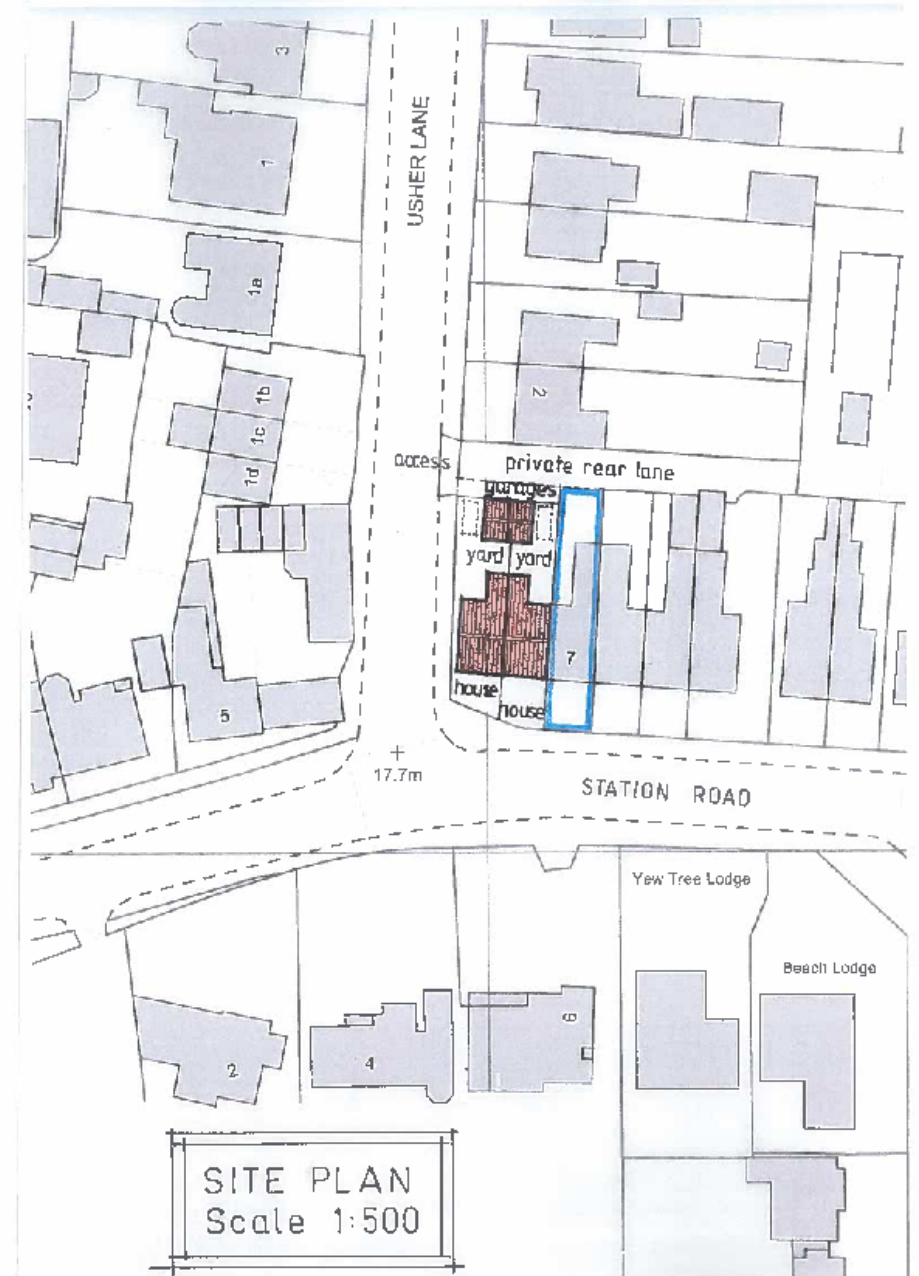 3
USHER LANE
1
1a
1b
1c
1d
2
access
private rear lane
garages
yard yard
7
house
house
5
17.7m
STATION ROAD
Yew Tree Lodge
Beach Lodge
2
4
6
SITE PLAN
Scale 1:500